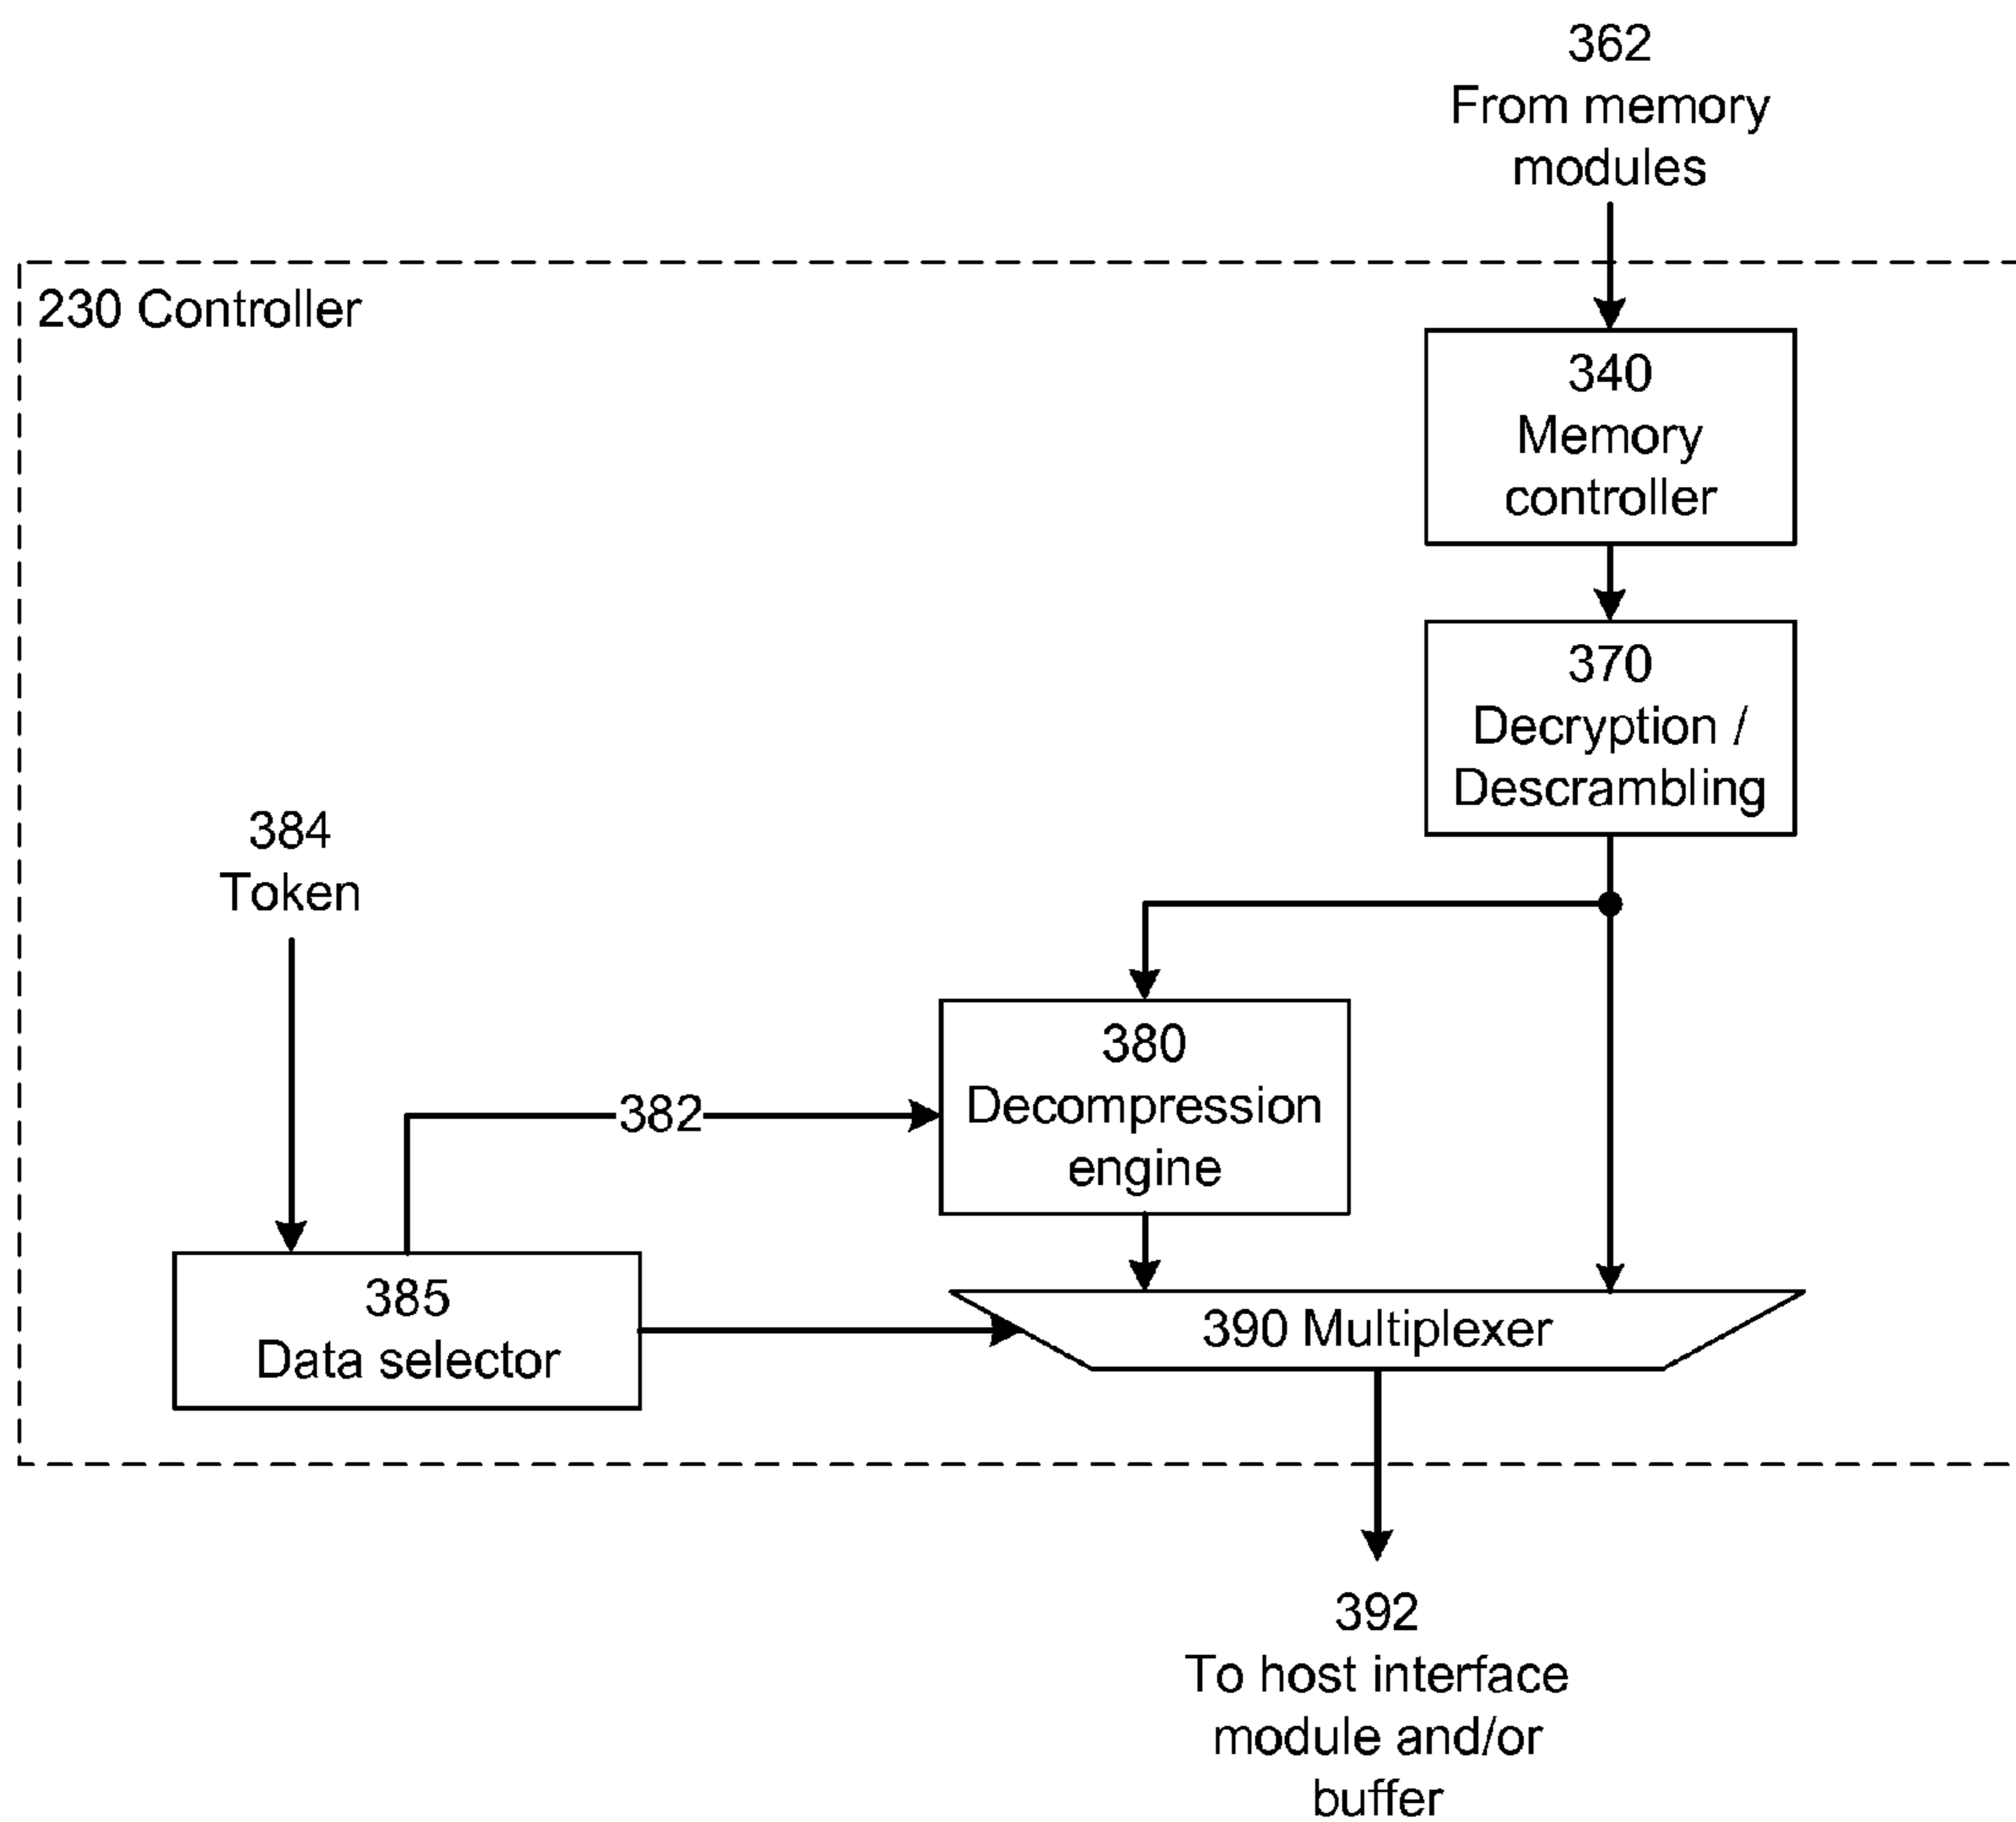 362
From memory
modules
230 Controller
340
Memory
controller
370
Decryption /
Descrambling
384
Token
380
Decompression
engine
382
385
Data selector
390 Multiplexer
392
To host interface
module and/or
buffer